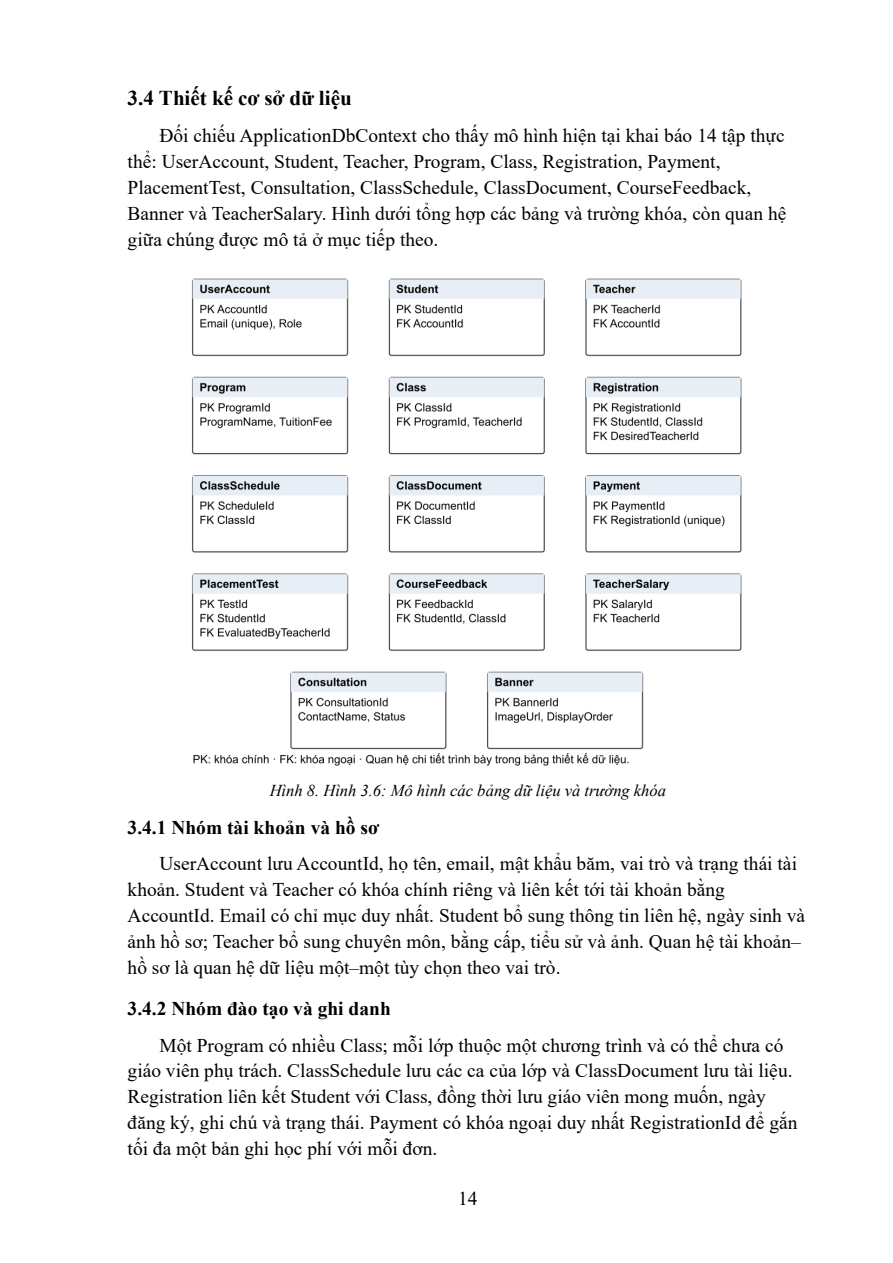 3.4 Thiết kế cơ sở dữ liệu
Đối chiếu ApplicationDbContext cho thấy mô hình hiện tại khai báo 14 tập thực
thể: UserAccount, Student, Teacher, Program, Class, Registration, Payment,
PlacementTest, Consultation, ClassSchedule, ClassDocument, CourseFeedback,
Banner và TeacherSalary. Hình dưới tổng hợp các bảng và trường khóa, còn quan hệ
giữa chúng được mô tả ở mục tiếp theo.
UserAccount
PK AccountId
Email (unique), Role
Student
PK StudentId
FK AccountId
Teacher
PK TeacherId
FK AccountId
Program
PK ProgramId
ProgramName, TuitionFee
Class
PK ClassId
FK ProgramId, TeacherId
Registration
PK RegistrationId
FK StudentId, ClassId
FK DesiredTeacherId
ClassSchedule
PK ScheduleId
FK ClassId
ClassDocument
PK DocumentId
FK ClassId
Payment
PK PaymentId
FK RegistrationId (unique)
PlacementTest
PK TestId
FK StudentId
FK EvaluatedByTeacherId
CourseFeedback
PK FeedbackId
FK StudentId, ClassId
TeacherSalary
PK SalaryId
FK TeacherId
Consultation
PK ConsultationId
ContactName, Status
Banner
PK BannerId
ImageUrl, DisplayOrder
PK: khóa chính · FK: khóa ngoại · Quan hệ chi tiết trình bày trong bảng thiết kế dữ liệu.
Hình 8. Hình 3.6: Mô hình các bảng dữ liệu và trường khóa
3.4.1 Nhóm tài khoản và hồ sơ
UserAccount lưu AccountId, họ tên, email, mật khẩu băm, vai trò và trạng thái tài
khoản. Student và Teacher có khóa chính riêng và liên kết tới tài khoản bằng
AccountId. Email có chỉ mục duy nhất. Student bổ sung thông tin liên hệ, ngày sinh và
ảnh hồ sơ; Teacher bổ sung chuyên môn, bằng cấp, tiểu sử và ảnh. Quan hệ tài khoản–
hồ sơ là quan hệ dữ liệu một–một tùy chọn theo vai trò.
3.4.2 Nhóm đào tạo và ghi danh
Một Program có nhiều Class; mỗi lớp thuộc một chương trình và có thể chưa có
giáo viên phụ trách. ClassSchedule lưu các ca của lớp và ClassDocument lưu tài liệu.
Registration liên kết Student với Class, đồng thời lưu giáo viên mong muốn, ngày
đăng ký, ghi chú và trạng thái. Payment có khóa ngoại duy nhất RegistrationId để gắn
tối đa một bản ghi học phí với mỗi đơn.
14